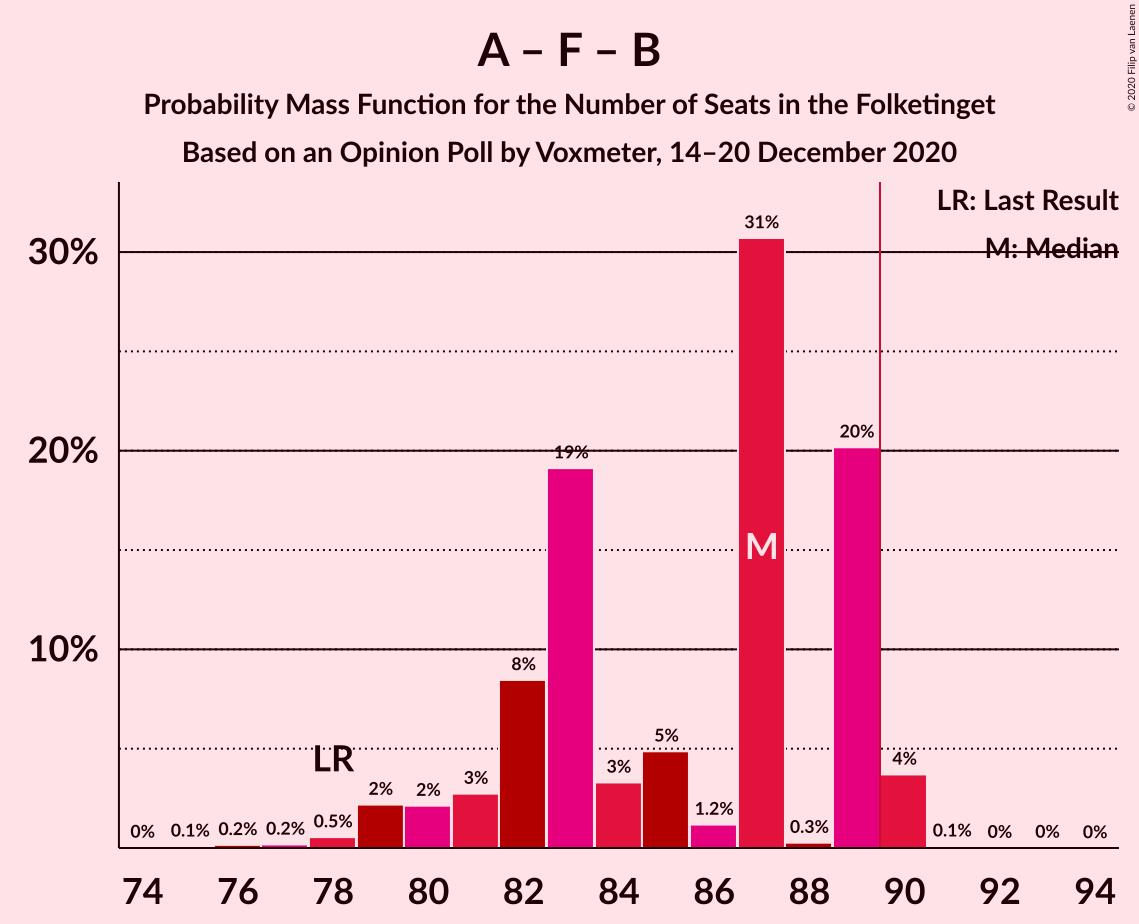 A – F – B
Probability Mass Function for the Number of Seats in the Folketinget
Based on an Opinion Poll by Voxmeter, 14–20 December 2020
© 2020 Filip van Laenen
LR: Last Result
M: Median
30%
20%
10%
0%
0.1%
0.2%
0.2%
0.5%
2%
2%
3%
8%
19%
3%
5%
1.2%
31%
0.3%
20%
4%
0.1%
0%
0%
0%
LR
M
74 76 78 80 82 84 86 88 90 92 94